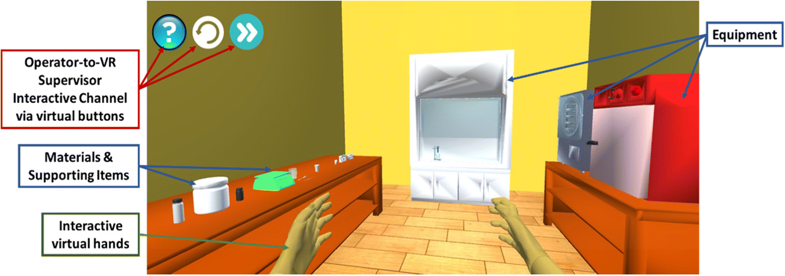 ?
Operator-to-VR
Supervisor
Interactive Channel
via virtual buttons
Equipment
Materials &
Supporting Items
Interactive
virtual hands